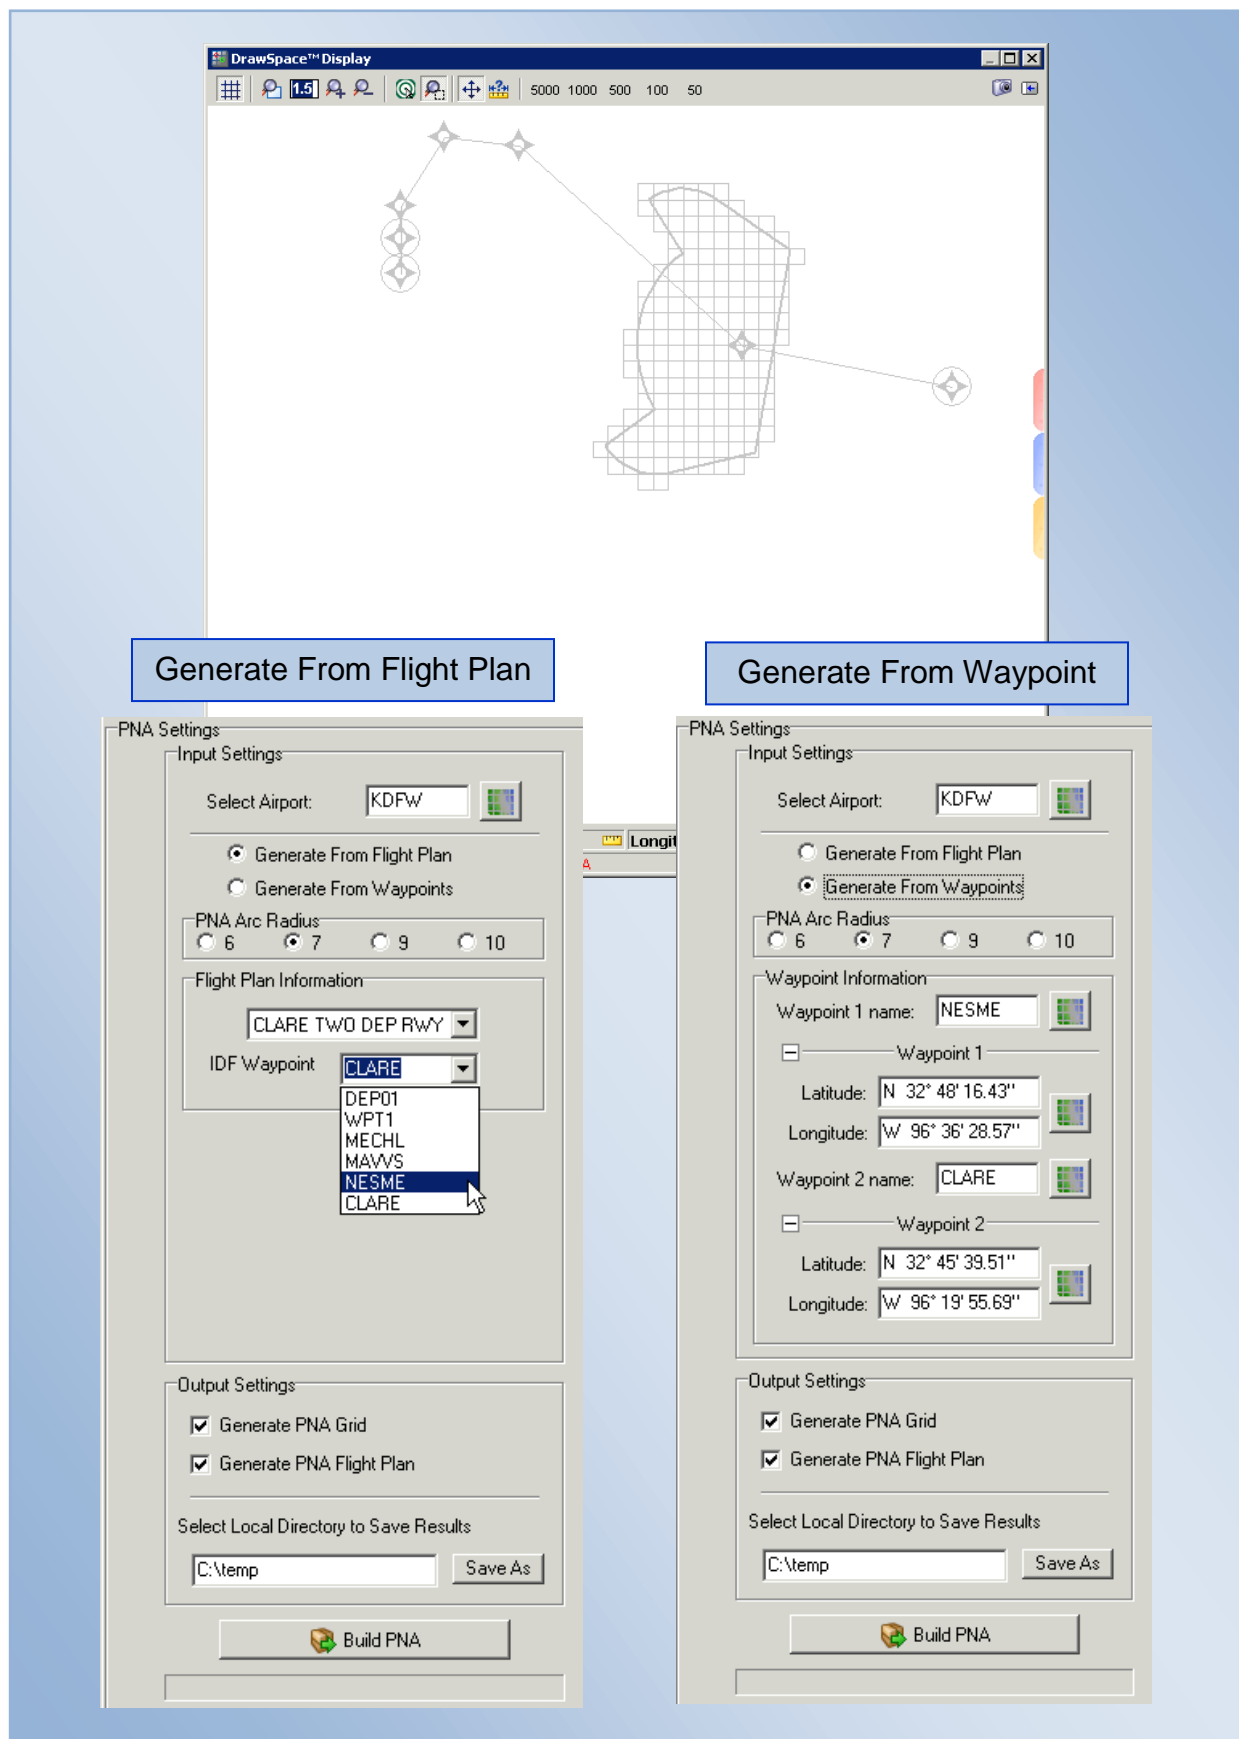 DrawSpace™ Display
1.5 5000 1000 500 100 50
Generate From Flight Plan
PNA Settings
Input Settings
Select Airport: KDFW
Generate From Flight Plan
Generate From Waypoints
PNA Arc Radius
6 7 9 10
Flight Plan Information
CLARE TWO DEP RWY
IDF Waypoint CLARE
DEP01
WPT1
MECHL
MAVVS
NESME
CLARE
Output Settings
Generate PNA Grid
Generate PNA Flight Plan
Select Local Directory to Save Results
C:\temp Save As
Build PNA
Longit
A
Generate From Waypoint
PNA Settings
Input Settings
Select Airport: KDFW
Generate From Flight Plan
Generate From Waypoints
PNA Arc Radius
6 7 9 10
Waypoint Information
Waypoint 1 name: NESME
Waypoint 1
Latitude: N 32° 48' 16.43''
Longitude: W 96° 36' 28.57''
Waypoint 2 name: CLARE
Waypoint 2
Latitude: N 32° 45' 39.51''
Longitude: W 96° 19' 55.69''
Output Settings
Generate PNA Grid
Generate PNA Flight Plan
Select Local Directory to Save Results
C:\temp Save As
Build PNA